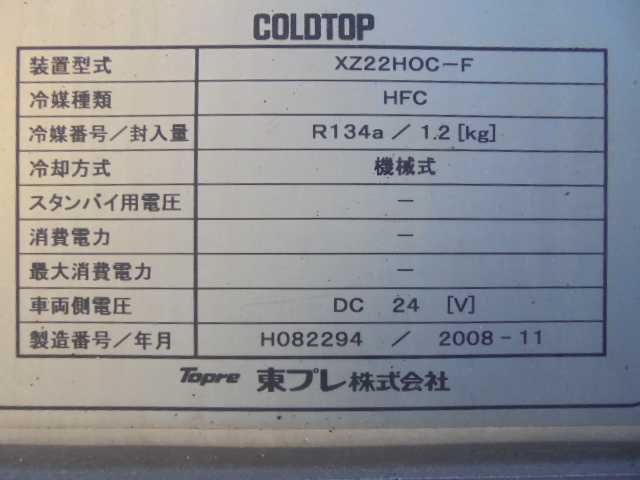 COLDTOP
装置型式 XZ22HOC-F
冷媒種類 HFC
冷媒番号/封入量 R134a / 1.2 [kg]
冷却方式 機械式
スタンバイ用電圧 -
消費電力 -
最大消費電力 -
車両側電圧 DC 24 [V]
製造番号/年月 H082294 / 2008-11
Topre 東プレ株式会社